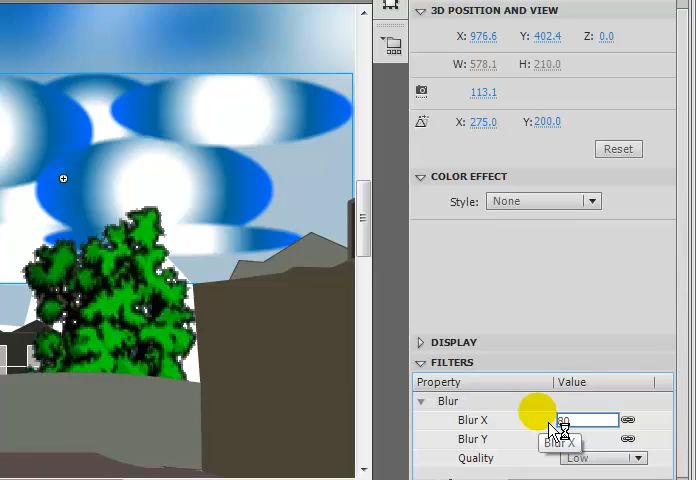 3D POSITION AND VIEW
X: 976.6 Y: 402.4 Z: 0.0
W: 578.1 H: 210.0
113.1
X: 275.0 Y: 200.0
Reset
COLOR EFFECT
Style: None
DISPLAY
FILTERS
Property Value
Blur
Blur X 80
Blur Y
Blur X
Quality Low